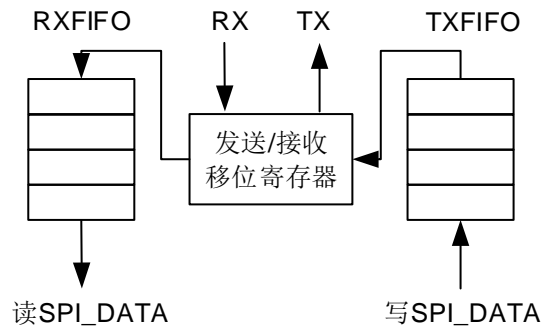 RXFIFO
RX
TX
TXFIFO
发送/接收
移位寄存器
读SPI_DATA
写SPI_DATA